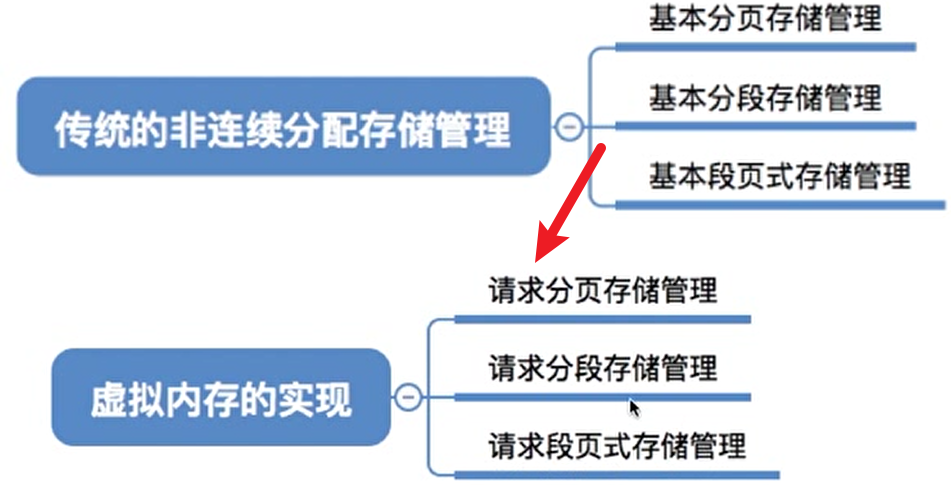 基本分页存储管理
传统的非连续分配存储管理
基本分段存储管理
基本段页式存储管理
请求分页存储管理
虚拟内存的实现
请求分段存储管理
请求段页式存储管理